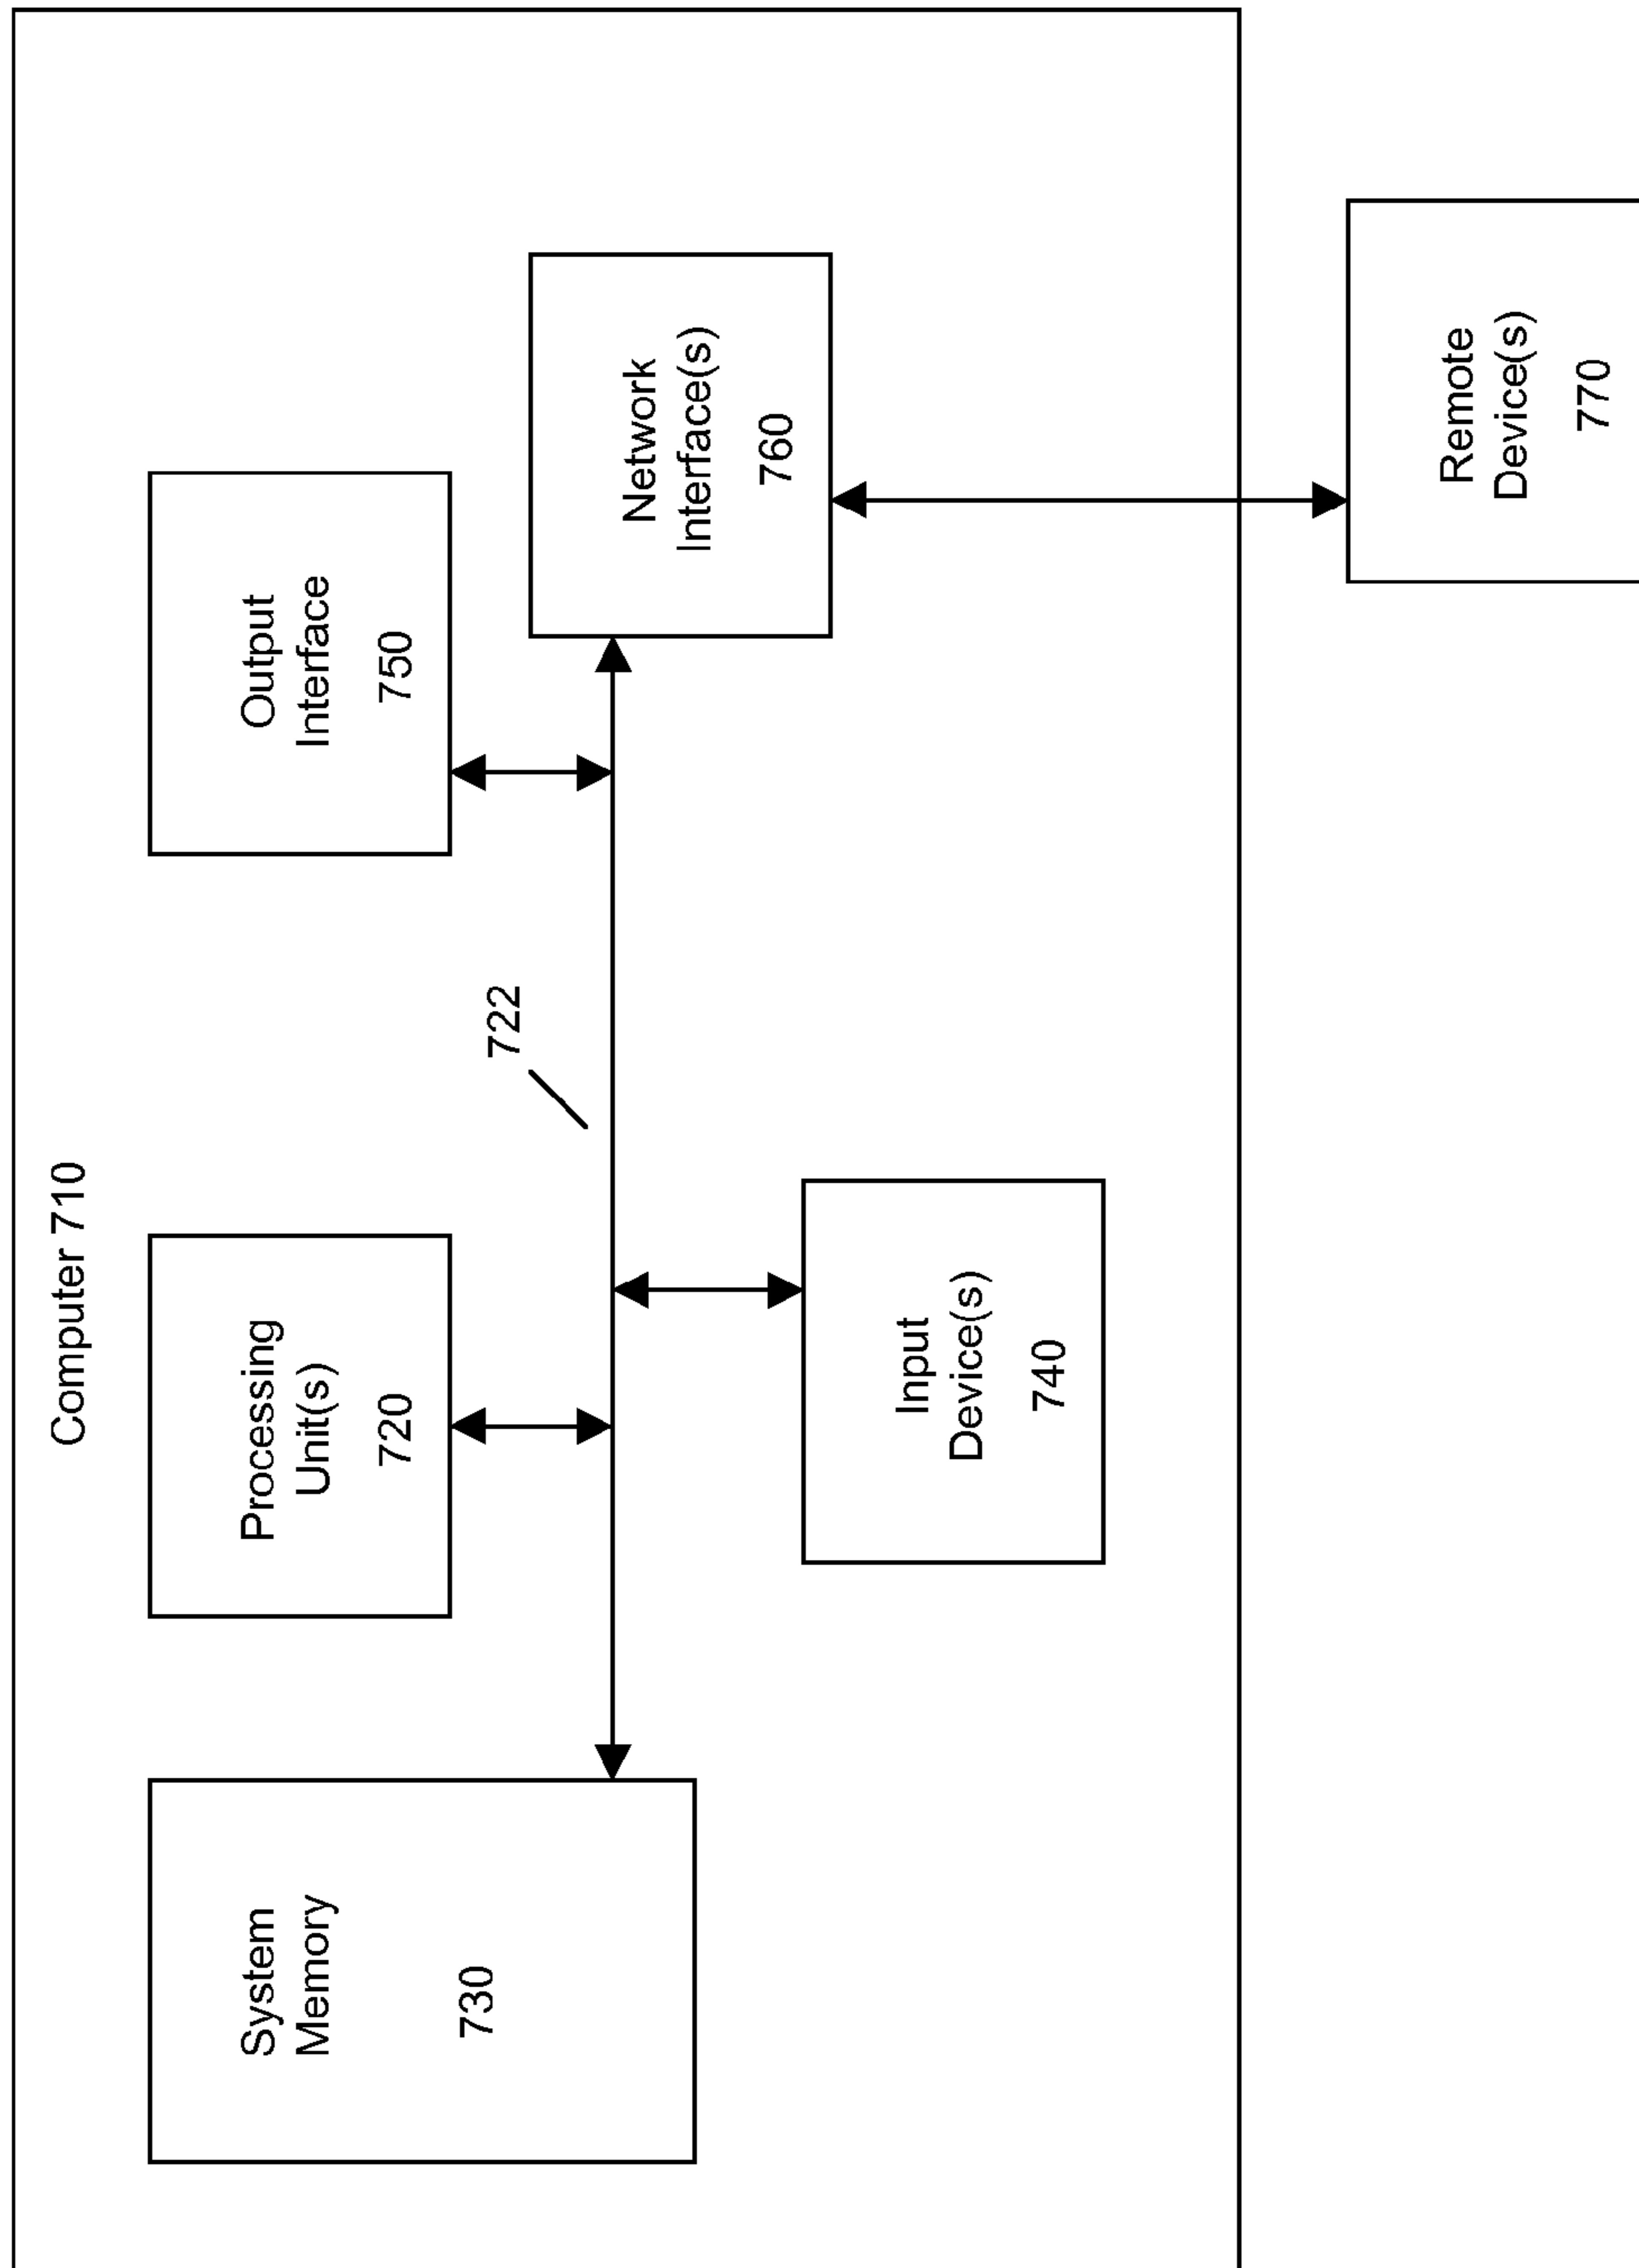 Computer 710
System
Memory
730
Processing
Unit(s)
720
Output
Interface
750
722
Network
Interface(s)
760
Input
Device(s)
740
Remote
Device(s)
770